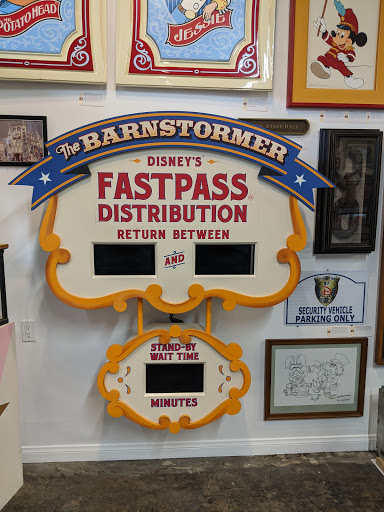 POTATO HEAD
JESSIE
The BARNSTORMER
DISNEY'S
FASTPASS®
DISTRIBUTION
RETURN BETWEEN
AND
STAND-BY
WAIT TIME
MINUTES
SECURITY VEHICLE
PARKING ONLY